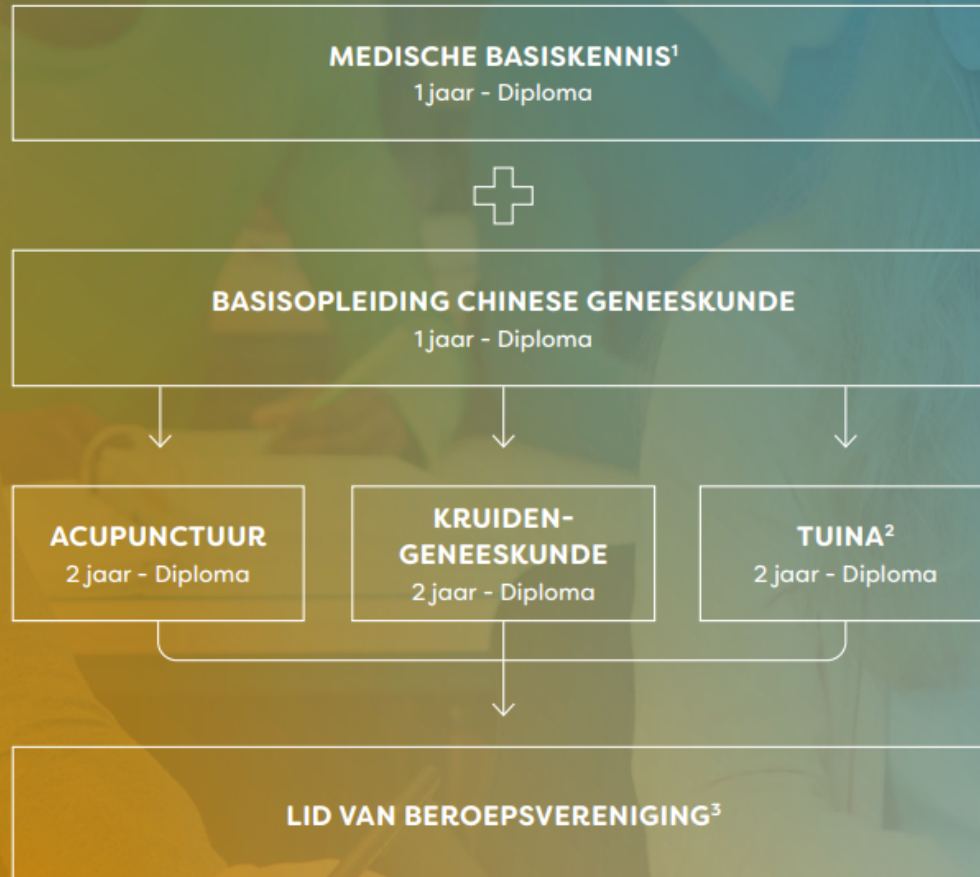 MEDISCHE BASISKENNIS¹
1 jaar - Diploma
BASISOPLEIDING CHINESE GENEESKUNDE
1 jaar - Diploma
ACUPUNCTUUR
2 jaar - Diploma
KRUIDEN-
GENEESKUNDE
2 jaar - Diploma
TUINA²
2 jaar - Diploma
LID VAN BEROEPSVERENIGING³